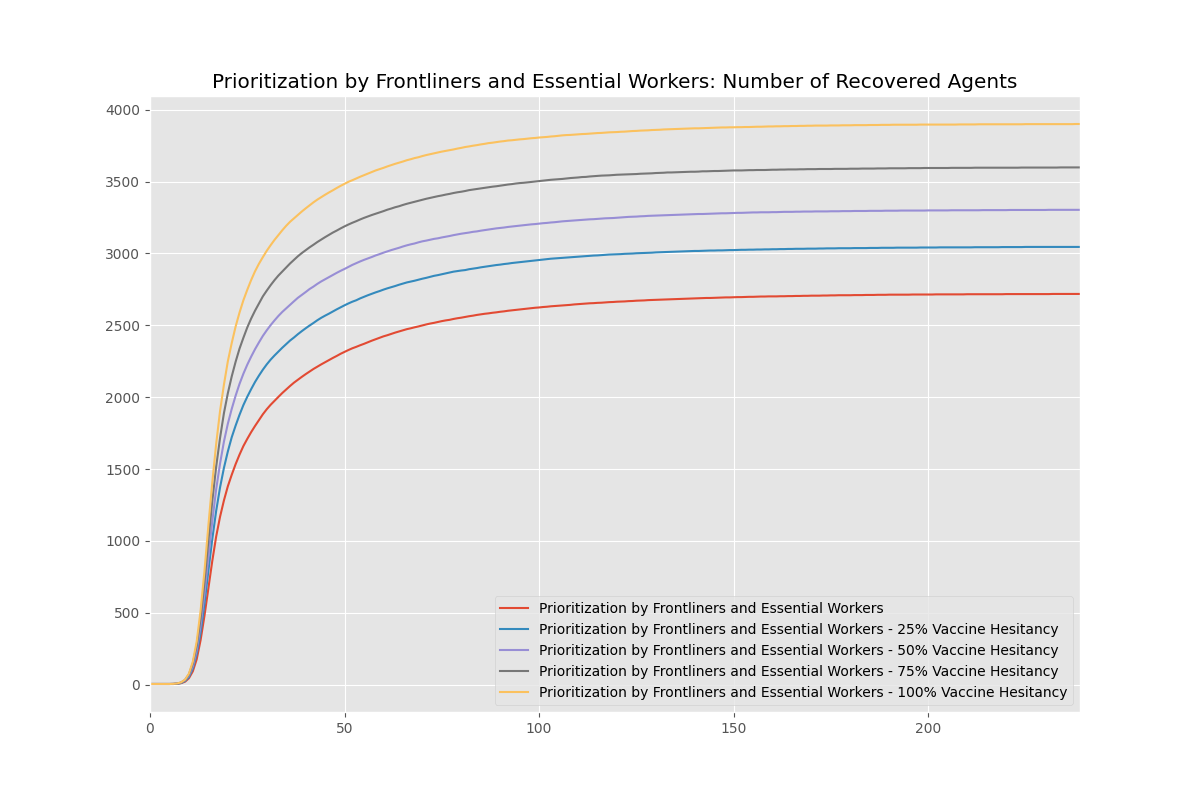 Prioritization by Frontliners and Essential Workers: Number of Recovered Agents
4000
3500
3000
2500
2000
1500
1000
500
0
Prioritization by Frontliners and Essential Workers
Prioritization by Frontliners and Essential Workers - 25% Vaccine Hesitancy
Prioritization by Frontliners and Essential Workers - 50% Vaccine Hesitancy
Prioritization by Frontliners and Essential Workers - 75% Vaccine Hesitancy
Prioritization by Frontliners and Essential Workers - 100% Vaccine Hesitancy
0 50 100 150 200